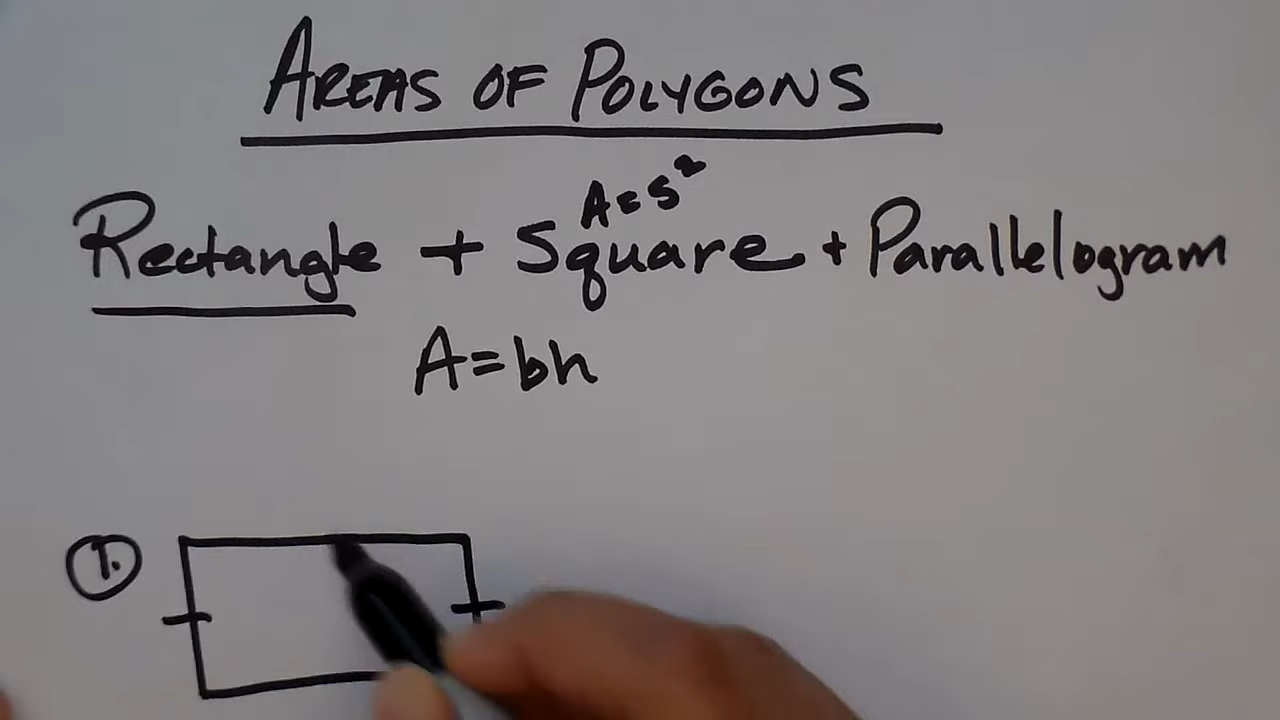 AREAS OF POLYGONS
A=s²
Rectangle + Square + Parallelogram
A=bh
1.